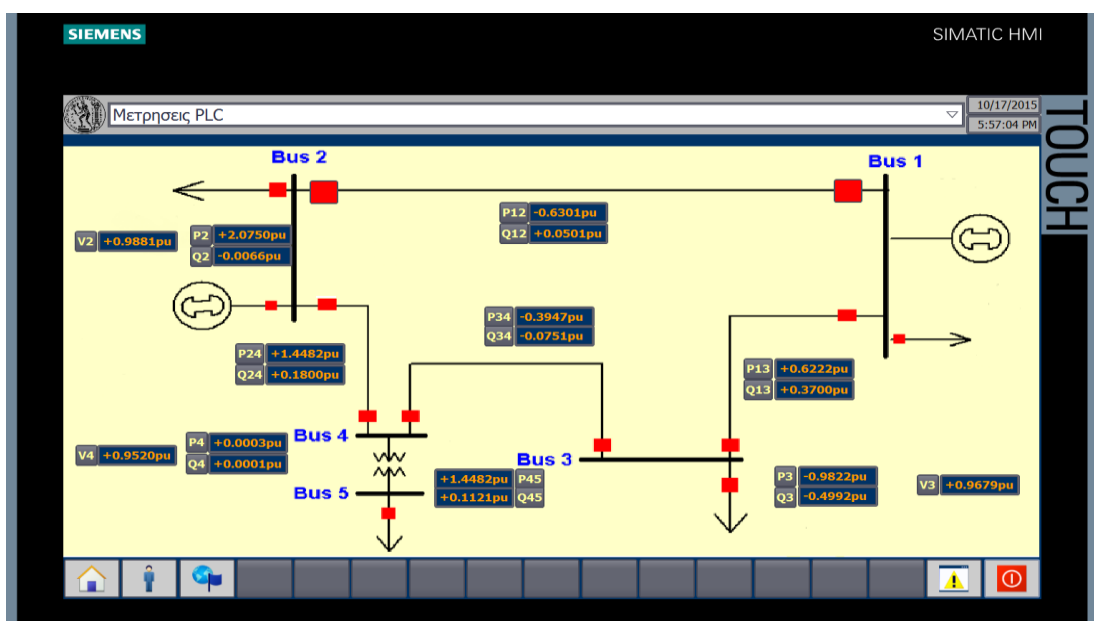 SIEMENS
SIMATIC HMI
TOUCH
Μετρησεις PLC
10/17/2015
5:57:04 PM
Bus 2
Bus 1
P12 -0.6301pu
Q12 +0.0501pu
V2 +0.9881pu
P2 +2.0750pu
Q2 -0.0066pu
P34 -0.3947pu
Q34 -0.0751pu
P24 +1.4482pu
Q24 +0.1800pu
P13 +0.6222pu
Q13 +0.3700pu
Bus 4
V4 +0.9520pu
P4 +0.0003pu
Q4 +0.0001pu
Bus 3
Bus 5
+1.4482pu P45
+0.1121pu Q45
P3 -0.9822pu
Q3 -0.4992pu
V3 +0.9679pu